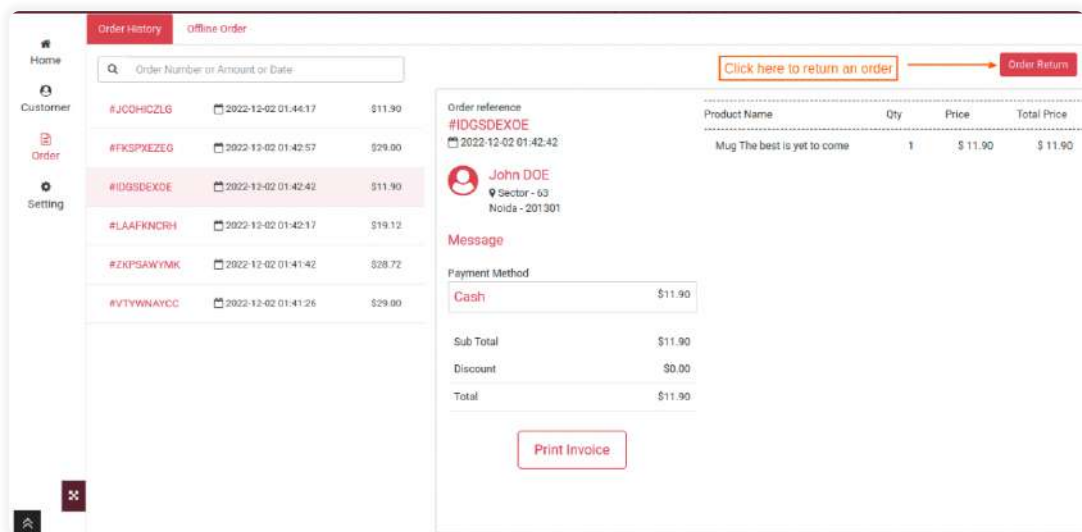 Order History
Offline Order
Home
Customer
Order
Setting
Order Number or Amount or Date
Click here to return an order
Order Return
#JCOHICZLG 2022-12-02 01:44:17 $11.90
#FKSPXEZEG 2022-12-02 01:42:57 $29.00
#IDGSDEXOE 2022-12-02 01:42:42 $11.90
#LAAFKNCRH 2022-12-02 01:42:17 $19.12
#ZKPSAWYMK 2022-12-02 01:41:42 $28.72
#VTYWNAYCC 2022-12-02 01:41:26 $29.00
Order reference
#IDGSDEXOE
2022-12-02 01:42:42
John DOE
Sector - 63
Noida - 201301
Message
Payment Method
Cash $11.90
Sub Total $11.90
Discount $0.00
Total $11.90
Print Invoice
Product Name Qty Price Total Price
Mug The best is yet to come 1 $ 11.90 $ 11.90